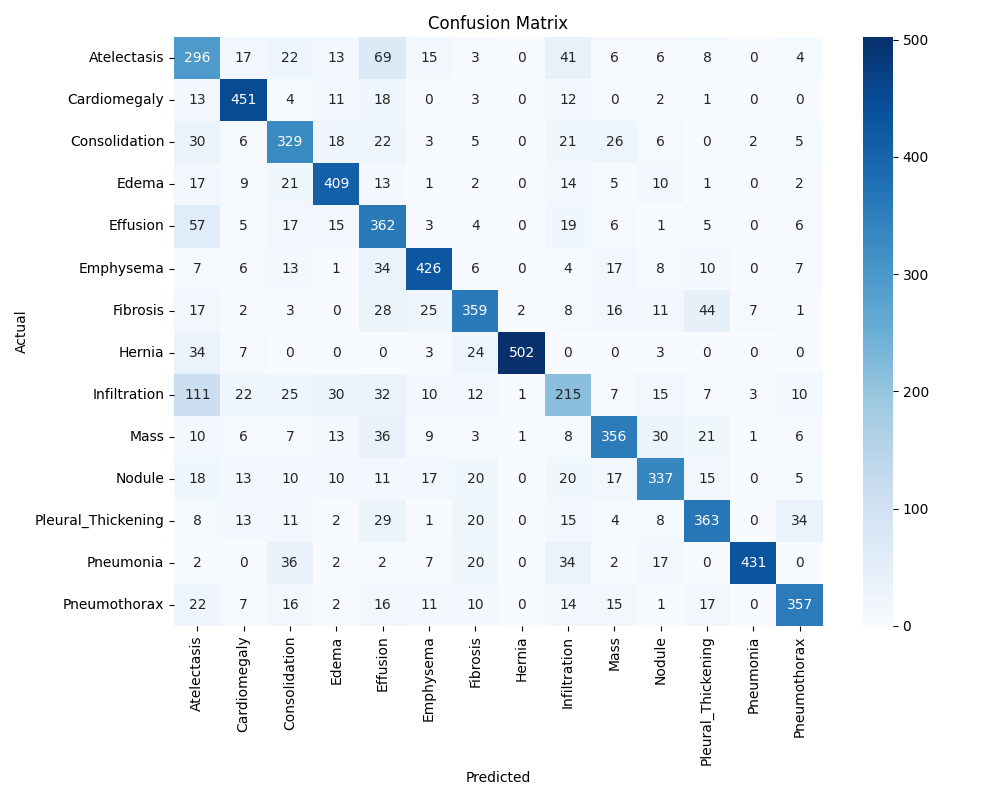 Confusion Matrix
Atelectasis 296 17 22 13 69 15 3 0 41 6 6 8 0 4
Cardiomegaly 13 451 4 11 18 0 3 0 12 0 2 1 0 0
Consolidation 30 6 329 18 22 3 5 0 21 26 6 0 2 5
Edema 17 9 21 409 13 1 2 0 14 5 10 1 0 2
Effusion 57 5 17 15 362 3 4 0 19 6 1 5 0 6
Emphysema 7 6 13 1 34 426 6 0 4 17 8 10 0 7
Fibrosis 17 2 3 0 28 25 359 2 8 16 11 44 7 1
Hernia 34 7 0 0 0 3 24 502 0 0 3 0 0 0
Infiltration 111 22 25 30 32 10 12 1 215 7 15 7 3 10
Mass 10 6 7 13 36 9 3 1 8 356 30 21 1 6
Nodule 18 13 10 10 11 17 20 0 20 17 337 15 0 5
Pleural_Thickening 8 13 11 2 29 1 20 0 15 4 8 363 0 34
Pneumonia 2 0 36 2 2 7 20 0 34 2 17 0 431 0
Pneumothorax 22 7 16 2 16 11 10 0 14 15 1 17 0 357
Actual
Atelectasis Cardiomegaly Consolidation Edema Effusion Emphysema Fibrosis Hernia Infiltration Mass Nodule Pleural_Thickening Pneumonia Pneumothorax
Predicted
500
400
300
200
100
0